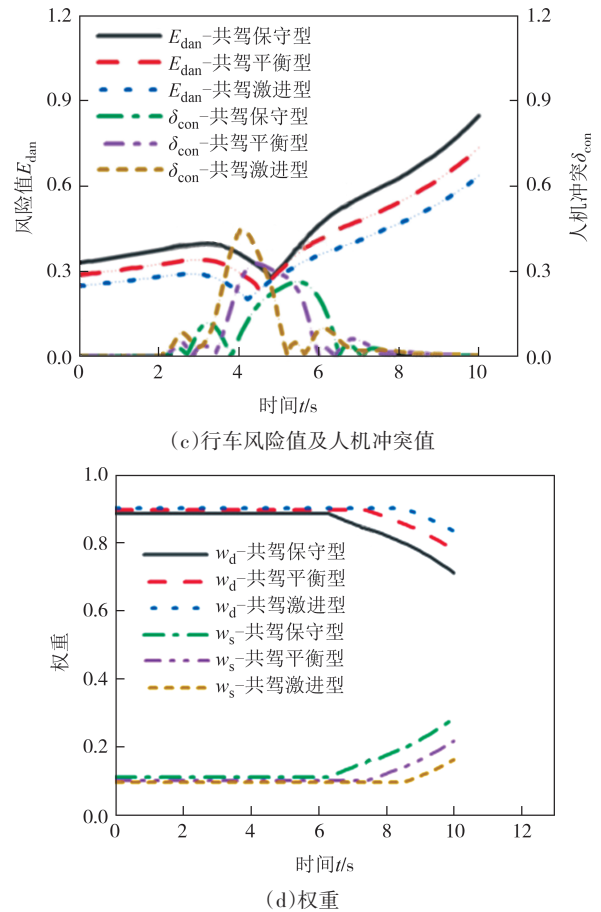 1.2
0.9
0.6
0.3
0.0
风险值E_dan
E_dan–共驾保守型
E_dan–共驾平衡型
E_dan–共驾激进型
δ_con–共驾保守型
δ_con–共驾平衡型
δ_con–共驾激进型
1.2
0.9
0.6
0.3
0.0
人机冲突δ_con
0 2 4 6 8 10
时间t/s
(c)行车风险值及人机冲突值
1.0
0.8
0.6
0.4
0.2
0.0
权重
w_d–共驾保守型
w_d–共驾平衡型
w_d–共驾激进型
w_s–共驾保守型
w_s–共驾平衡型
w_s–共驾激进型
0 2 4 6 8 10 12
时间t/s
(d)权重